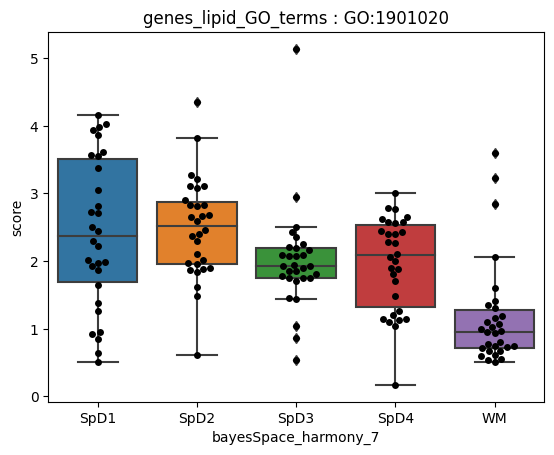 genes_lipid_GO_terms : GO:1901020
score
5
4
3
2
1
0
SpD1 SpD2 SpD3 SpD4 WM
bayesSpace_harmony_7